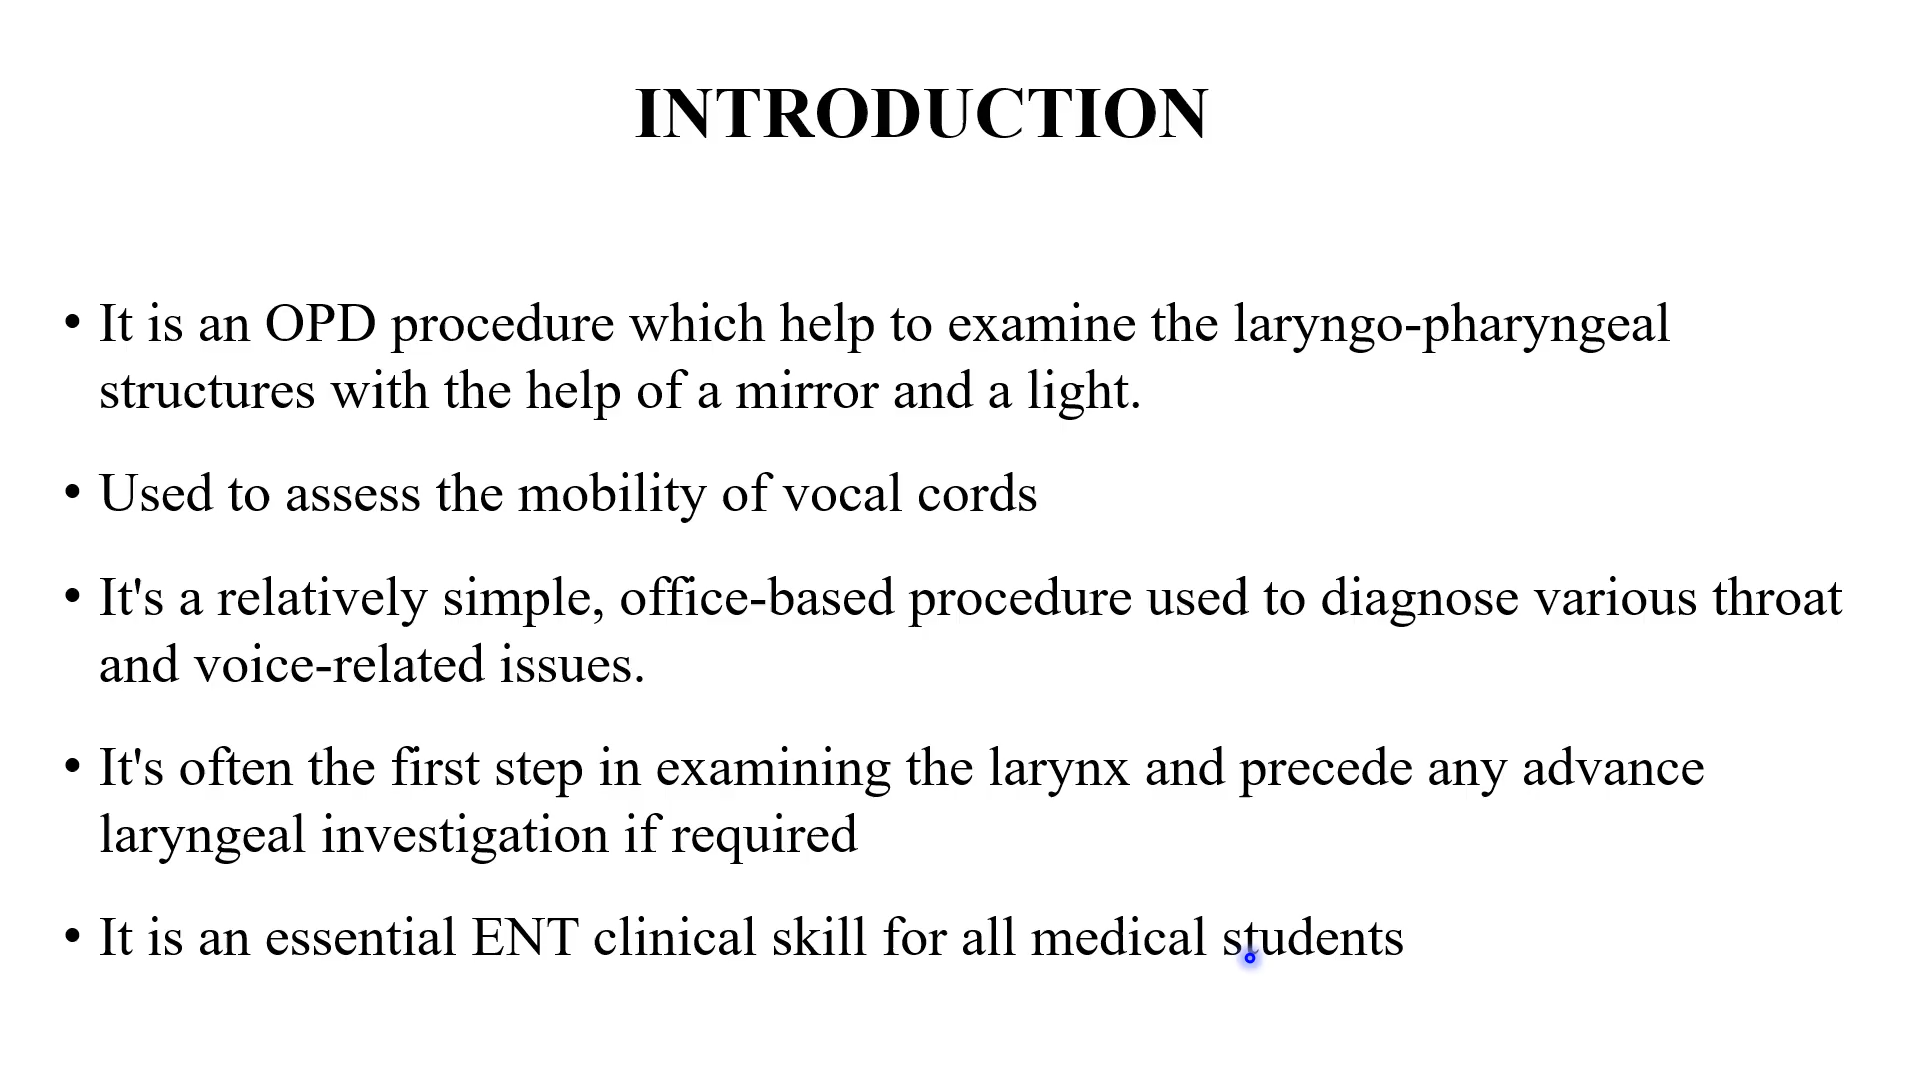 INTRODUCTION
• It is an OPD procedure which help to examine the laryngo-pharyngeal
structures with the help of a mirror and a light.
• Used to assess the mobility of vocal cords
• It's a relatively simple, office-based procedure used to diagnose various throat
and voice-related issues.
• It's often the first step in examining the larynx and precede any advance
laryngeal investigation if required
• It is an essential ENT clinical skill for all medical students